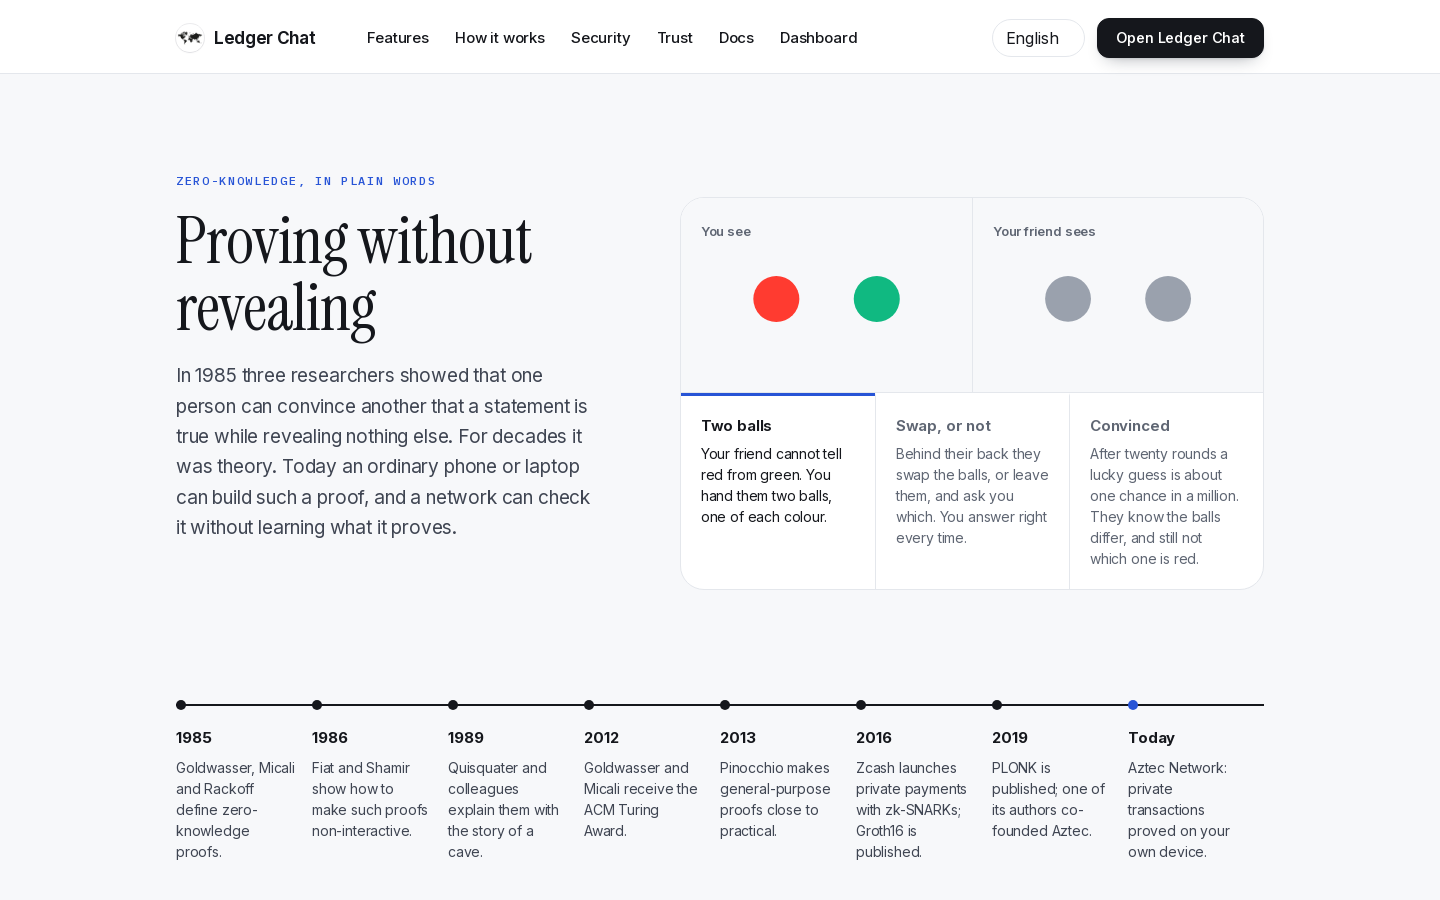 Ledger Chat
Features
How it works
Security
Trust
Docs
Dashboard
English
Open Ledger Chat
ZERO-KNOWLEDGE, IN PLAIN WORDS
Proving without
revealing
In 1985 three researchers showed that one
person can convince another that a statement is
true while revealing nothing else. For decades it
was theory. Today an ordinary phone or laptop
can build such a proof, and a network can check
it without learning what it proves.
You see
Your friend sees
Two balls
Your friend cannot tell
red from green. You
hand them two balls,
one of each colour.
Swap, or not
Behind their back they
swap the balls, or leave
them, and ask you
which. You answer right
every time.
Convinced
After twenty rounds a
lucky guess is about
one chance in a million.
They know the balls
differ, and still not
which one is red.
1985
Goldwasser, Micali
and Rackoff
define zero-
knowledge
proofs.
1986
Fiat and Shamir
show how to
make such proofs
non-interactive.
1989
Quisquater and
colleagues
explain them with
the story of a
cave.
2012
Goldwasser and
Micali receive the
ACM Turing
Award.
2013
Pinocchio makes
general-purpose
proofs close to
practical.
2016
Zcash launches
private payments
with zk-SNARKs;
Groth16 is
published.
2019
PLONK is
published; one of
its authors co-
founded Aztec.
Today
Aztec Network:
private
transactions
proved on your
own device.